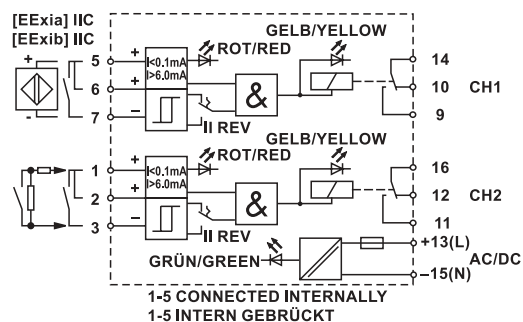 [EExia] IIC
[EExib] IIC
GELB/YELLOW
ROT/RED
+
5
+
I<0.1mA
I>6.0mA
14
6
+
&
10
CH1
-
7
–
II REV
9
GELB/YELLOW
ROT/RED
1
+
I<0.1mA
I>6.0mA
16
2
+
&
12
CH2
3
–
II REV
11
+13(L)
GRÜN/GREEN
AC/DC
–15(N)
1-5 CONNECTED INTERNALLY
1-5 INTERN GEBRÜCKT